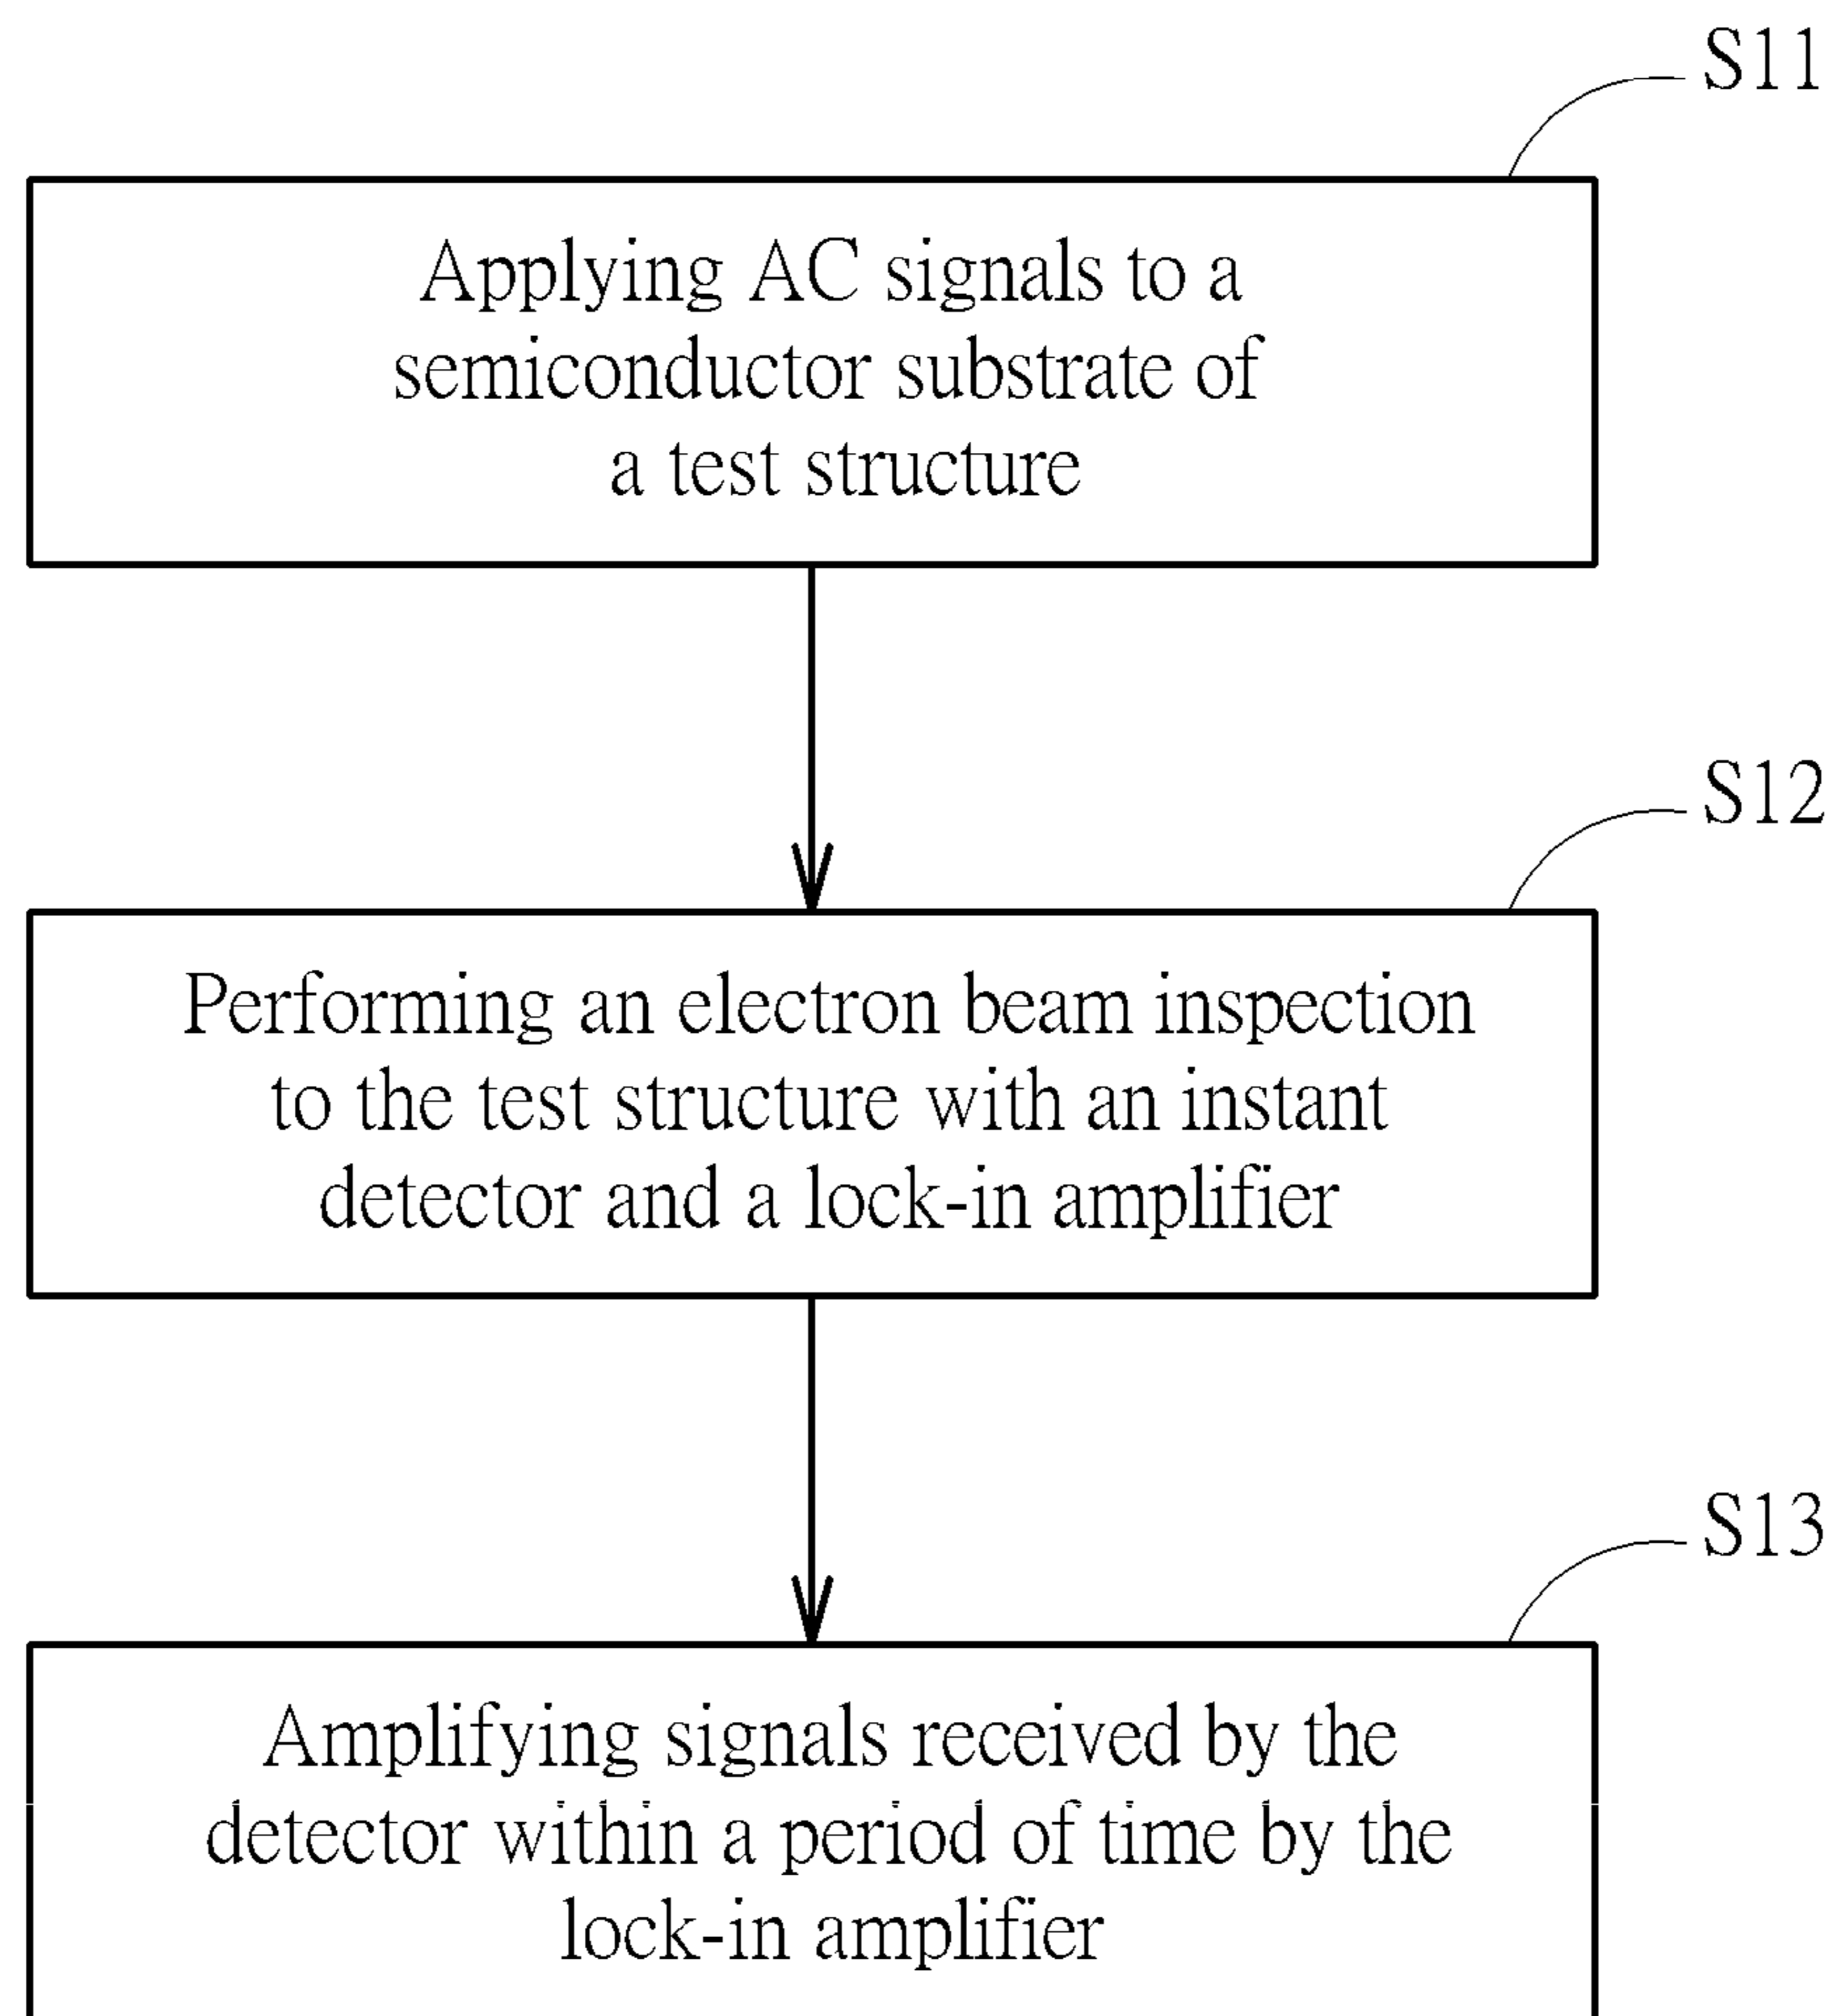 S11
Applying AC signals to a
semiconductor substrate of
a test structure
S12
Performing an electron beam inspection
to the test structure with an instant
detector and a lock-in amplifier
S13
Amplifying signals received by the
detector within a period of time by the
lock-in amplifier